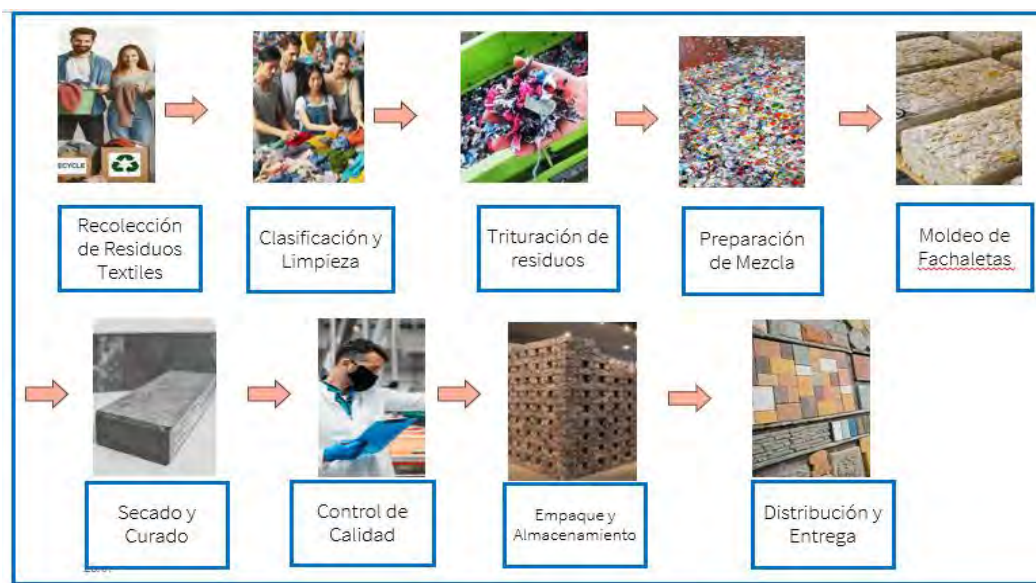 RECYCLE
Recolección
de Residuos
Textiles
Clasificación y
Limpieza
Trituración de
residuos
Preparación
de Mezcla
Moldeo de
Fachaletas
Secado y
Curado
Control de
Calidad
Empaque y
Almacenamiento
Distribución y
Entrega